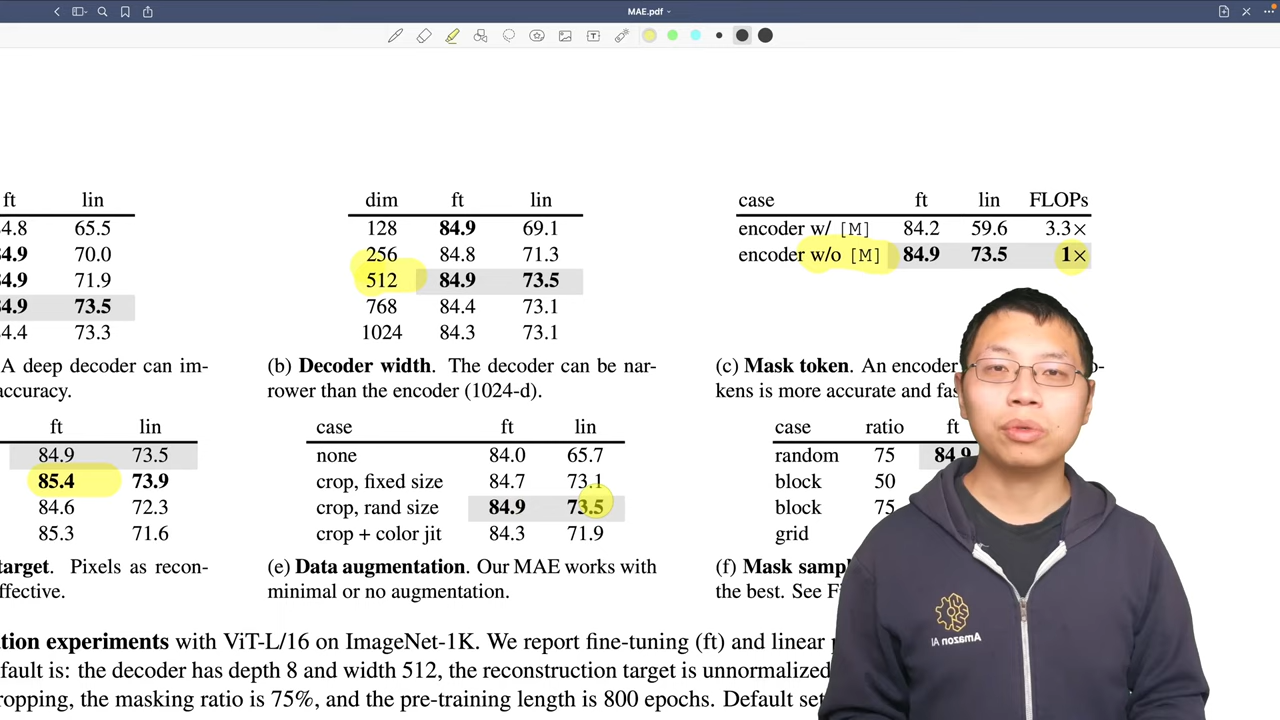 MAE.pdf
ft lin
4.8 65.5
4.9 70.0
4.9 71.9
4.9 73.5
4.4 73.3
A deep decoder can im-
accuracy.
dim ft lin
128 84.9 69.1
256 84.8 71.3
512 84.9 73.5
768 84.4 73.1
1024 84.3 73.1
(b) Decoder width. The decoder can be nar-
rower than the encoder (1024-d).
case ft lin FLOPs
encoder w/ [M] 84.2 59.6 3.3×
encoder w/o [M] 84.9 73.5 1×
(c) Mask token. An encoder o-
kens is more accurate and fas
ft lin
84.9 73.5
85.4 73.9
84.6 72.3
85.3 71.6
target. Pixels as recon-
ffective.
case ft lin
none 84.0 65.7
crop, fixed size 84.7 73.1
crop, rand size 84.9 73.5
crop + color jit 84.3 71.9
(e) Data augmentation. Our MAE works with
minimal or no augmentation.
case ratio ft
random 75 84.9
block 50
block 75
grid
(f) Mask samp
the best. See F
tion experiments with ViT-L/16 on ImageNet-1K. We report fine-tuning (ft) and linear p
fault is: the decoder has depth 8 and width 512, the reconstruction target is unnormalized
ropping, the masking ratio is 75%, and the pre-training length is 800 epochs. Default set
Amazon AI